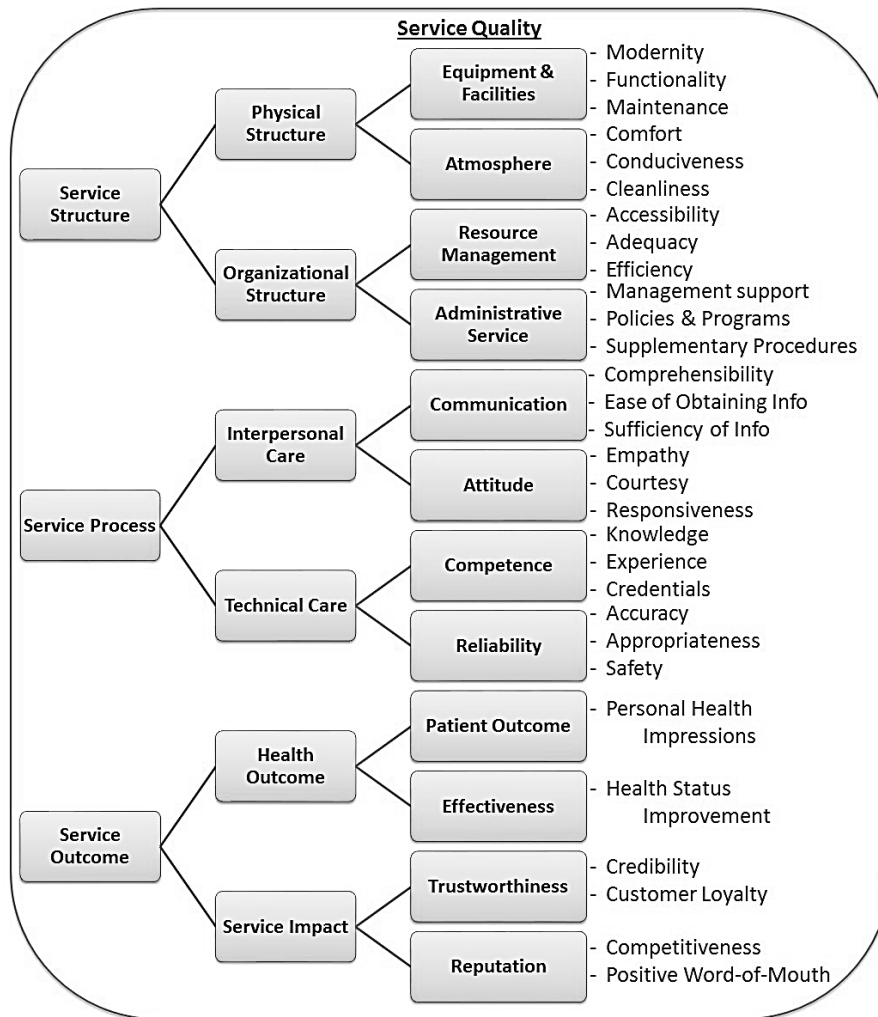 Service Quality
Service
Structure
Physical
Structure
Equipment &
Facilities
- Modernity
- Functionality
- Maintenance
Atmosphere
- Comfort
- Conduciveness
- Cleanliness
Organizational
Structure
Resource
Management
- Accessibility
- Adequacy
- Efficiency
Administrative
Service
- Management support
- Policies & Programs
- Supplementary Procedures
Service Process
Interpersonal
Care
Communication
- Comprehensibility
- Ease of Obtaining Info
- Sufficiency of Info
Attitude
- Empathy
- Courtesy
- Responsiveness
Technical Care
Competence
- Knowledge
- Experience
- Credentials
Reliability
- Accuracy
- Appropriateness
- Safety
Service
Outcome
Health
Outcome
Patient Outcome
- Personal Health
Impressions
Effectiveness
- Health Status
Improvement
Service Impact
Trustworthiness
- Credibility
- Customer Loyalty
Reputation
- Competitiveness
- Positive Word-of-Mouth